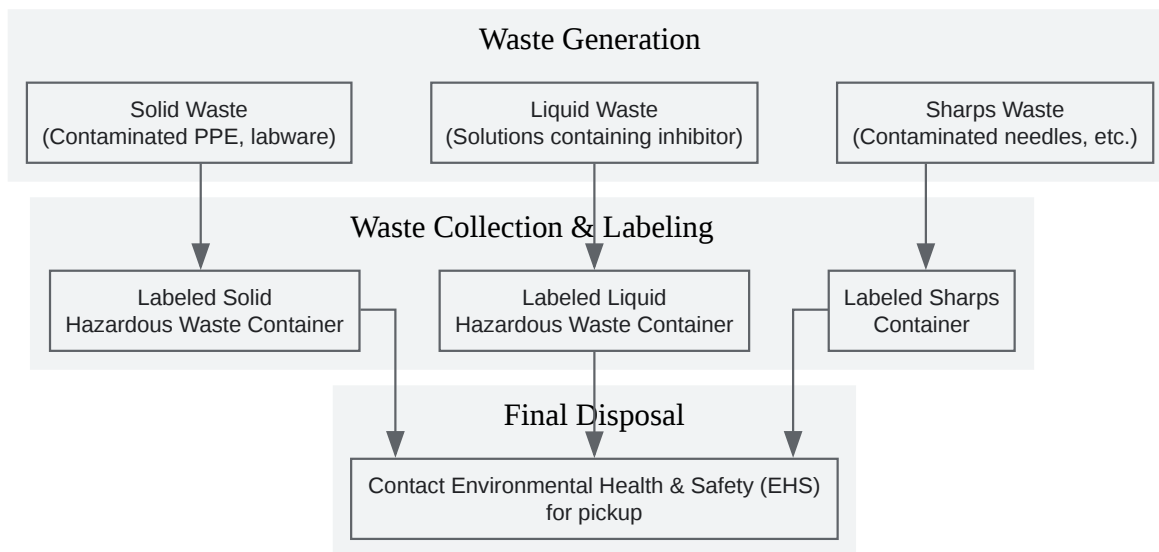 Waste Generation
Solid Waste
(Contaminated PPE, labware)
Liquid Waste
(Solutions containing inhibitor)
Sharps Waste
(Contaminated needles, etc.)
Waste Collection & Labeling
Labeled Solid
Hazardous Waste Container
Labeled Liquid
Hazardous Waste Container
Labeled Sharps
Container
Final Disposal
Contact Environmental Health & Safety (EHS)
for pickup